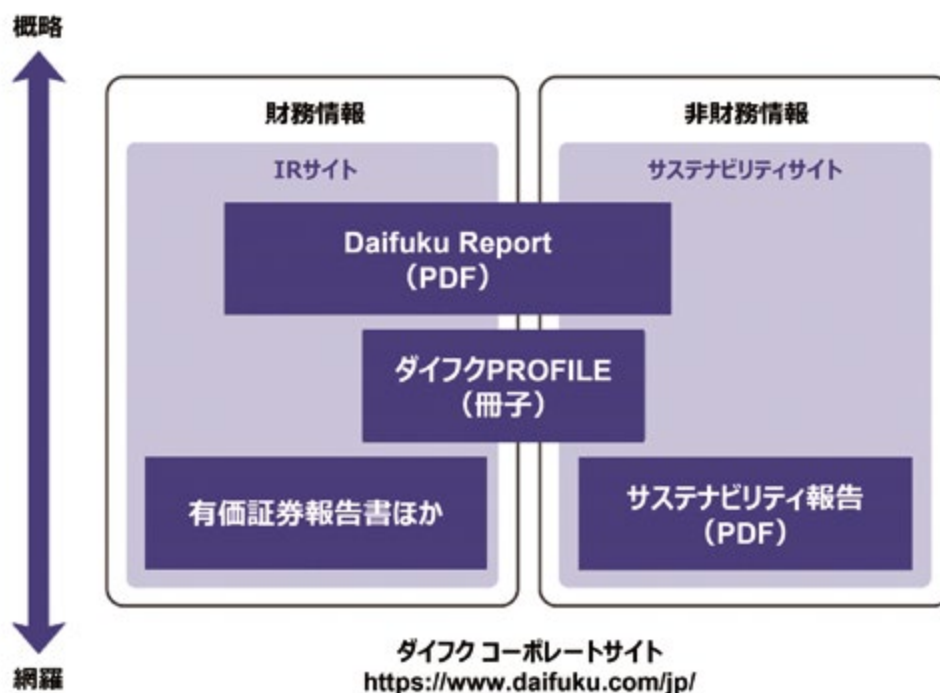 概略
財務情報
非財務情報
IRサイト
サステナビリティサイト
Daifuku Report
（PDF）
ダイフクPROFILE
（冊子）
有価証券報告書ほか
サステナビリティ報告
（PDF）
網羅
ダイフク コーポレートサイト
https://www.daifuku.com/jp/